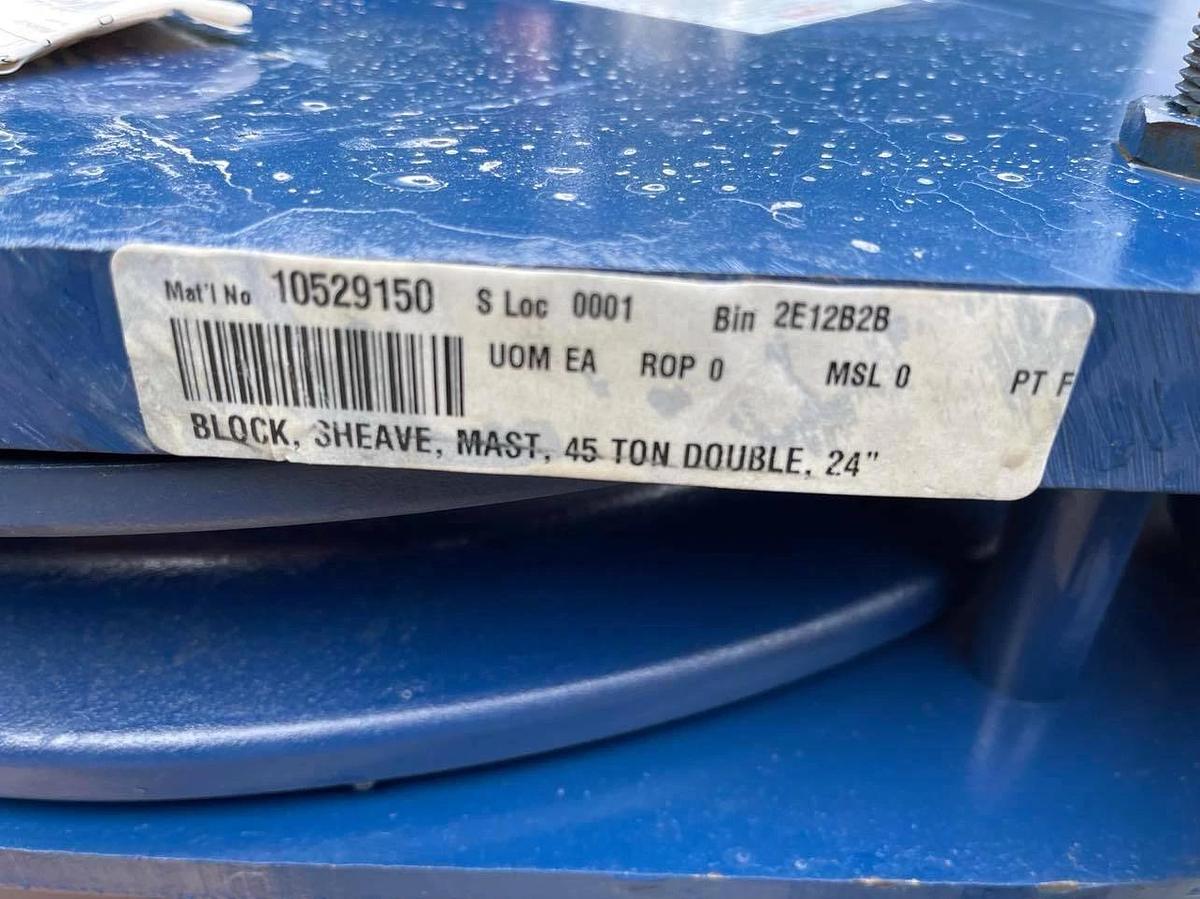 Mat'l No 10529150 S Loc 0001 Bin 2E12B2B
UOM EA ROP 0 MSL 0 PT F
BLOCK, SHEAVE, MAST, 45 TON DOUBLE, 24"